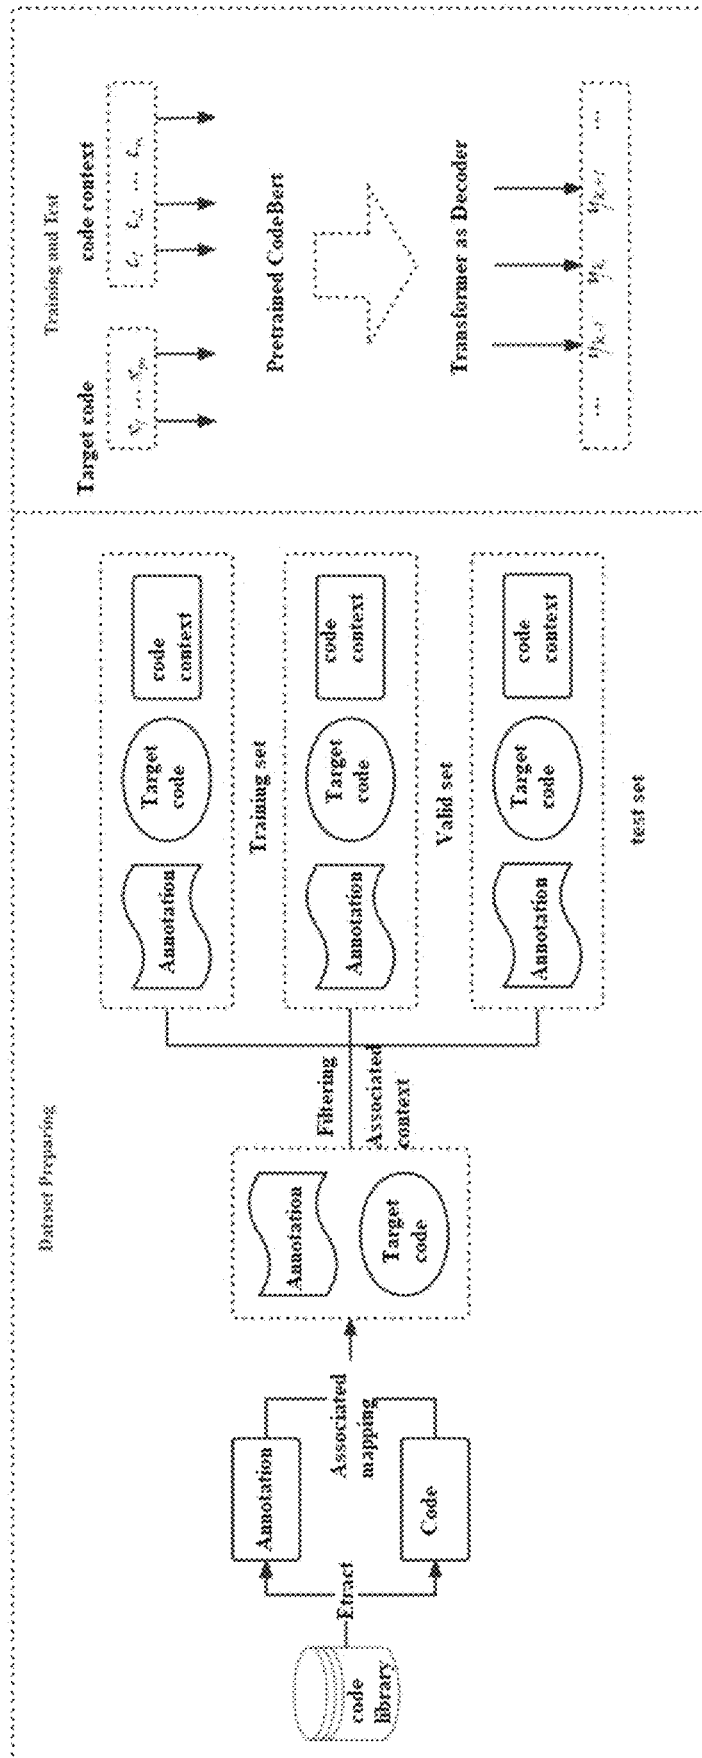 Dataset Preparing
code
library
Etract
Annotation
Code
Associated
mapping
Annotation
Target
code
Filtering
Associated
context
Annotation
Target
code
code
context
Training set
Annotation
Target
code
code
context
Valid set
Annotation
Target
code
code
context
test set
Training and Test
Target code
code context
Pretrained CodeBert
Transformer as Decoder